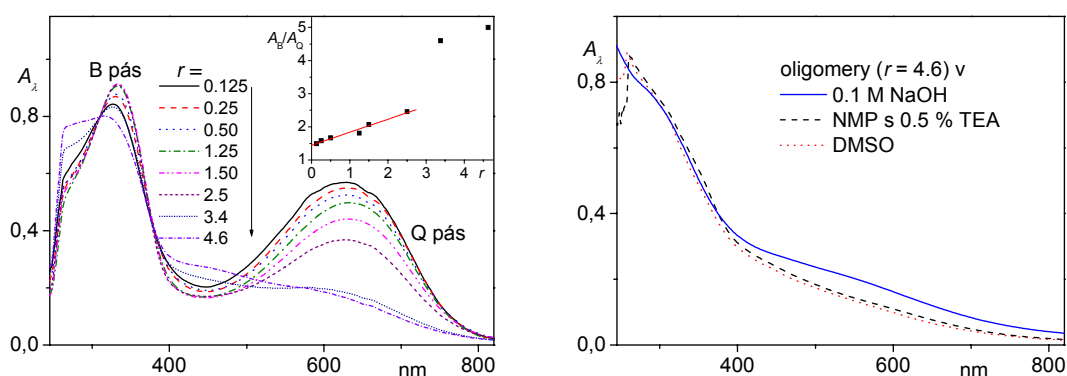 A_λ
B pás
r =
0.125
0.25
0.50
1.25
1.50
2.5
3.4
4.6
Q pás
0,8
0,4
0,0
400
nm
600
800
A_B/A_Q
5
4
3
2
1
0
2
4
r
A_λ
oligomery (r = 4.6) v
0.1 M NaOH
NMP s 0.5 % TEA
DMSO
0,8
0,4
0,0
400
nm
600
800